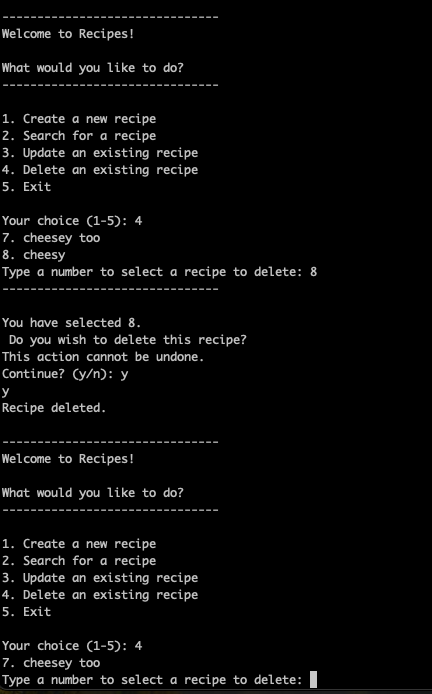 -------------------------------
Welcome to Recipes!
What would you like to do?
-------------------------------
1. Create a new recipe
2. Search for a recipe
3. Update an existing recipe
4. Delete an existing recipe
5. Exit
Your choice (1-5): 4
7. cheesey too
8. cheesy
Type a number to select a recipe to delete: 8
-------------------------------
You have selected 8.
 Do you wish to delete this recipe?
This action cannot be undone.
Continue? (y/n): y
y
Recipe deleted.
-------------------------------
Welcome to Recipes!
What would you like to do?
-------------------------------
1. Create a new recipe
2. Search for a recipe
3. Update an existing recipe
4. Delete an existing recipe
5. Exit
Your choice (1-5): 4
7. cheesey too
Type a number to select a recipe to delete: